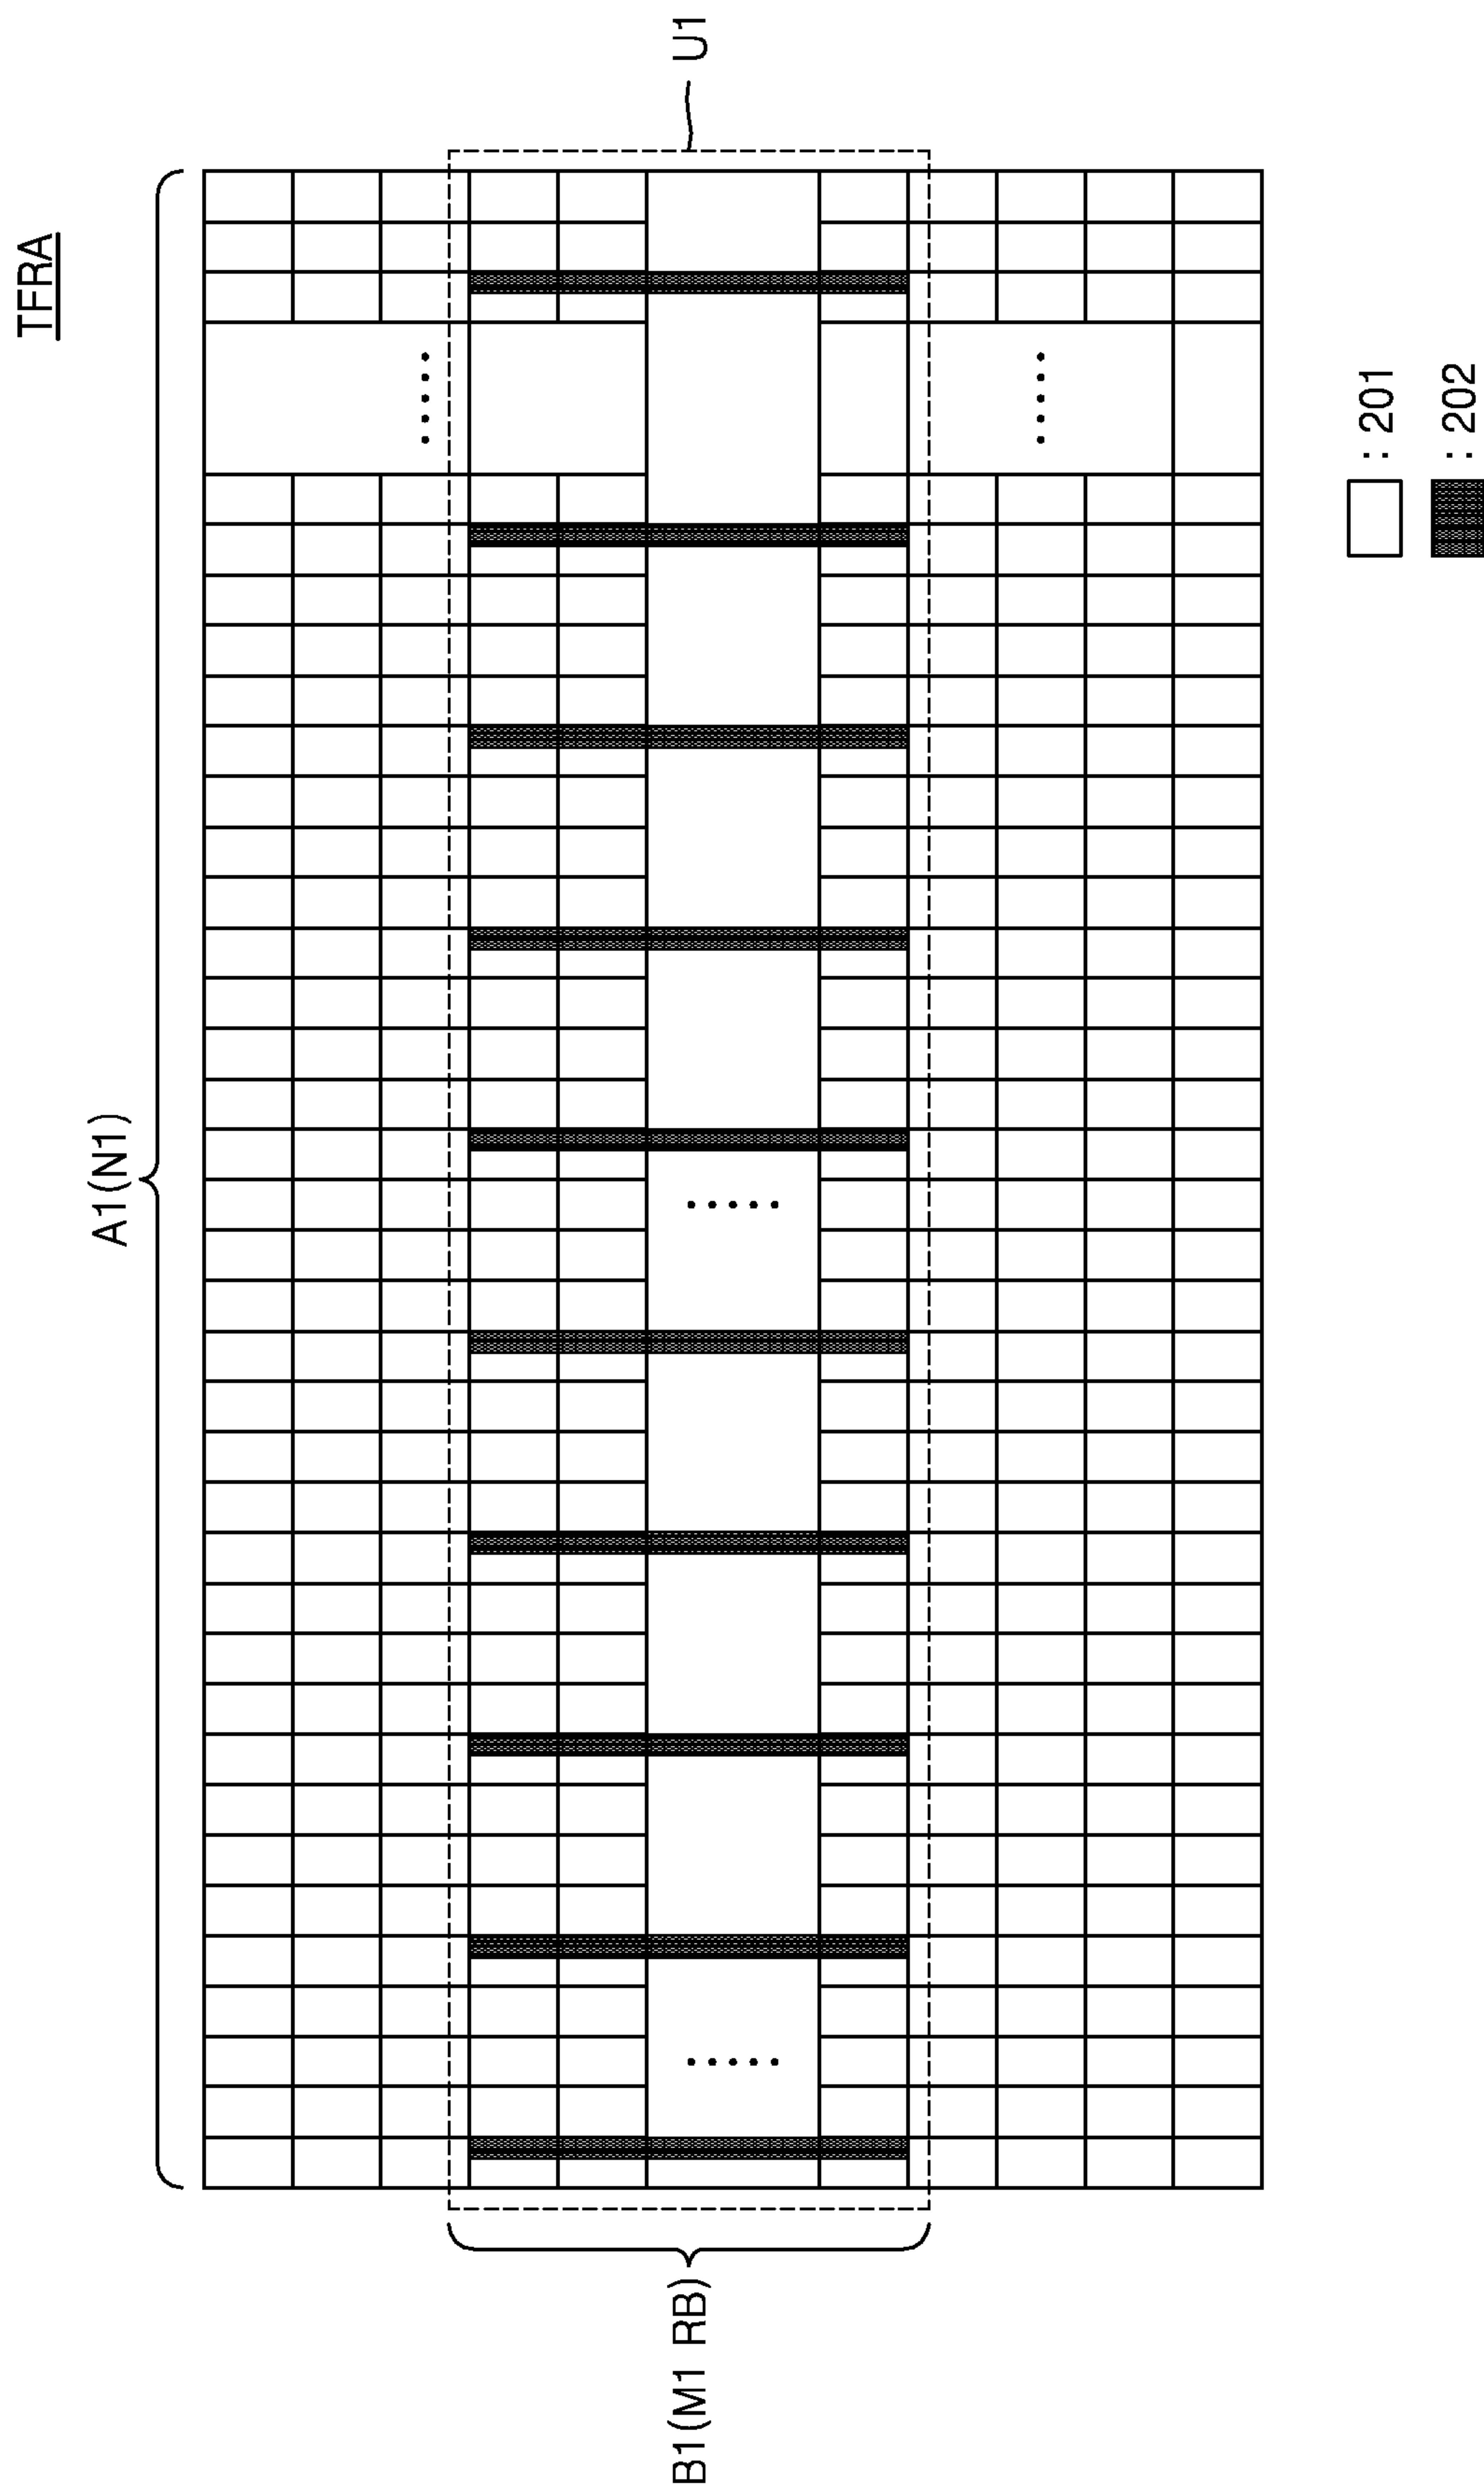 TFRA
A1(N1)
U1
B1(M1 RB)
: 201
: 202